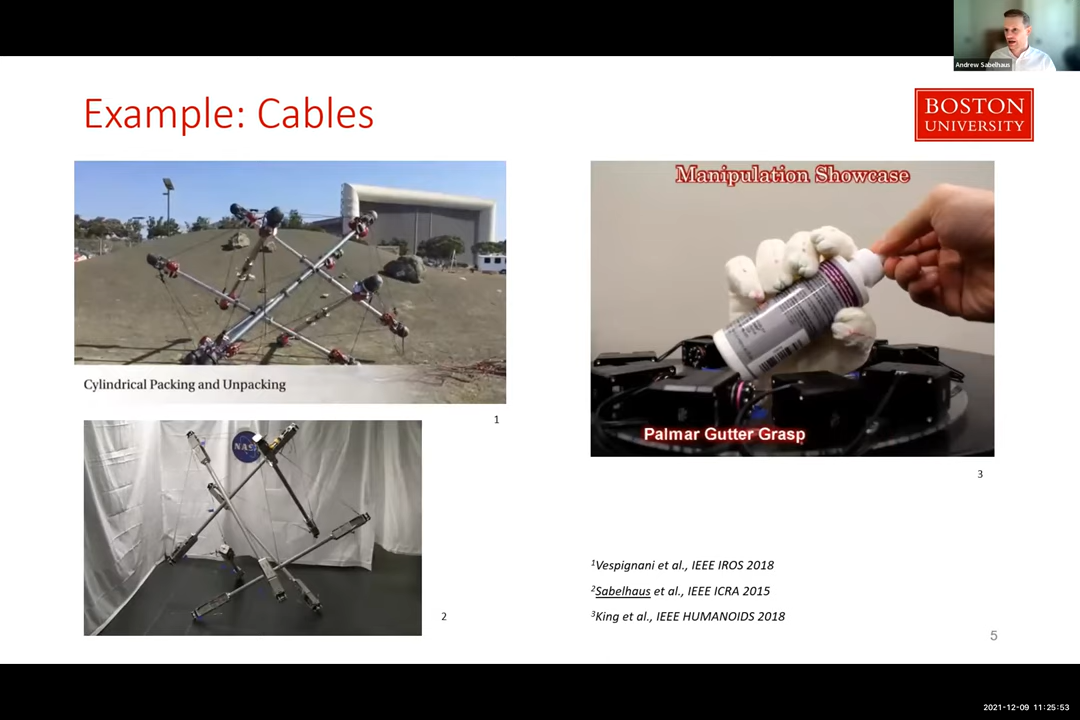 Andrew Sabelhaus
Example: Cables
BOSTON
UNIVERSITY
Manipulation Showcase
Cylindrical Packing and Unpacking
Palmar Gutter Grasp
1
NASA
3
2
¹Vespignani et al., IEEE IROS 2018
²Sabelhaus et al., IEEE ICRA 2015
³King et al., IEEE HUMANOIDS 2018
5
2021-12-09 11:25:53